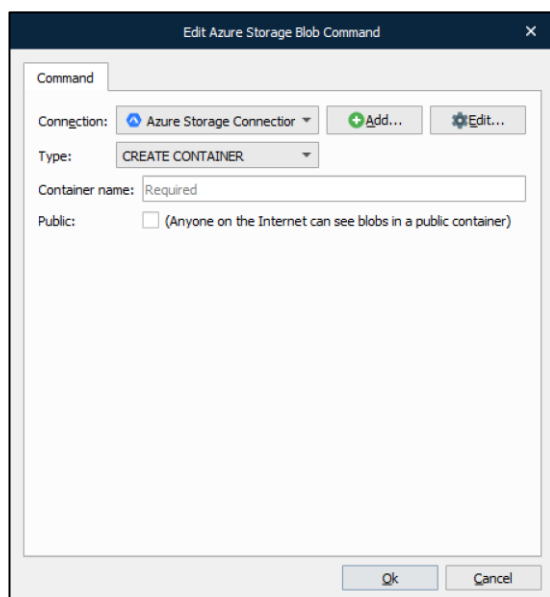 Edit Azure Storage Blob Command
Command
Connection: Azure Storage Connectior Add... Edit...
Type: CREATE CONTAINER
Container name: Required
Public: (Anyone on the Internet can see blobs in a public container)
Ok Cancel